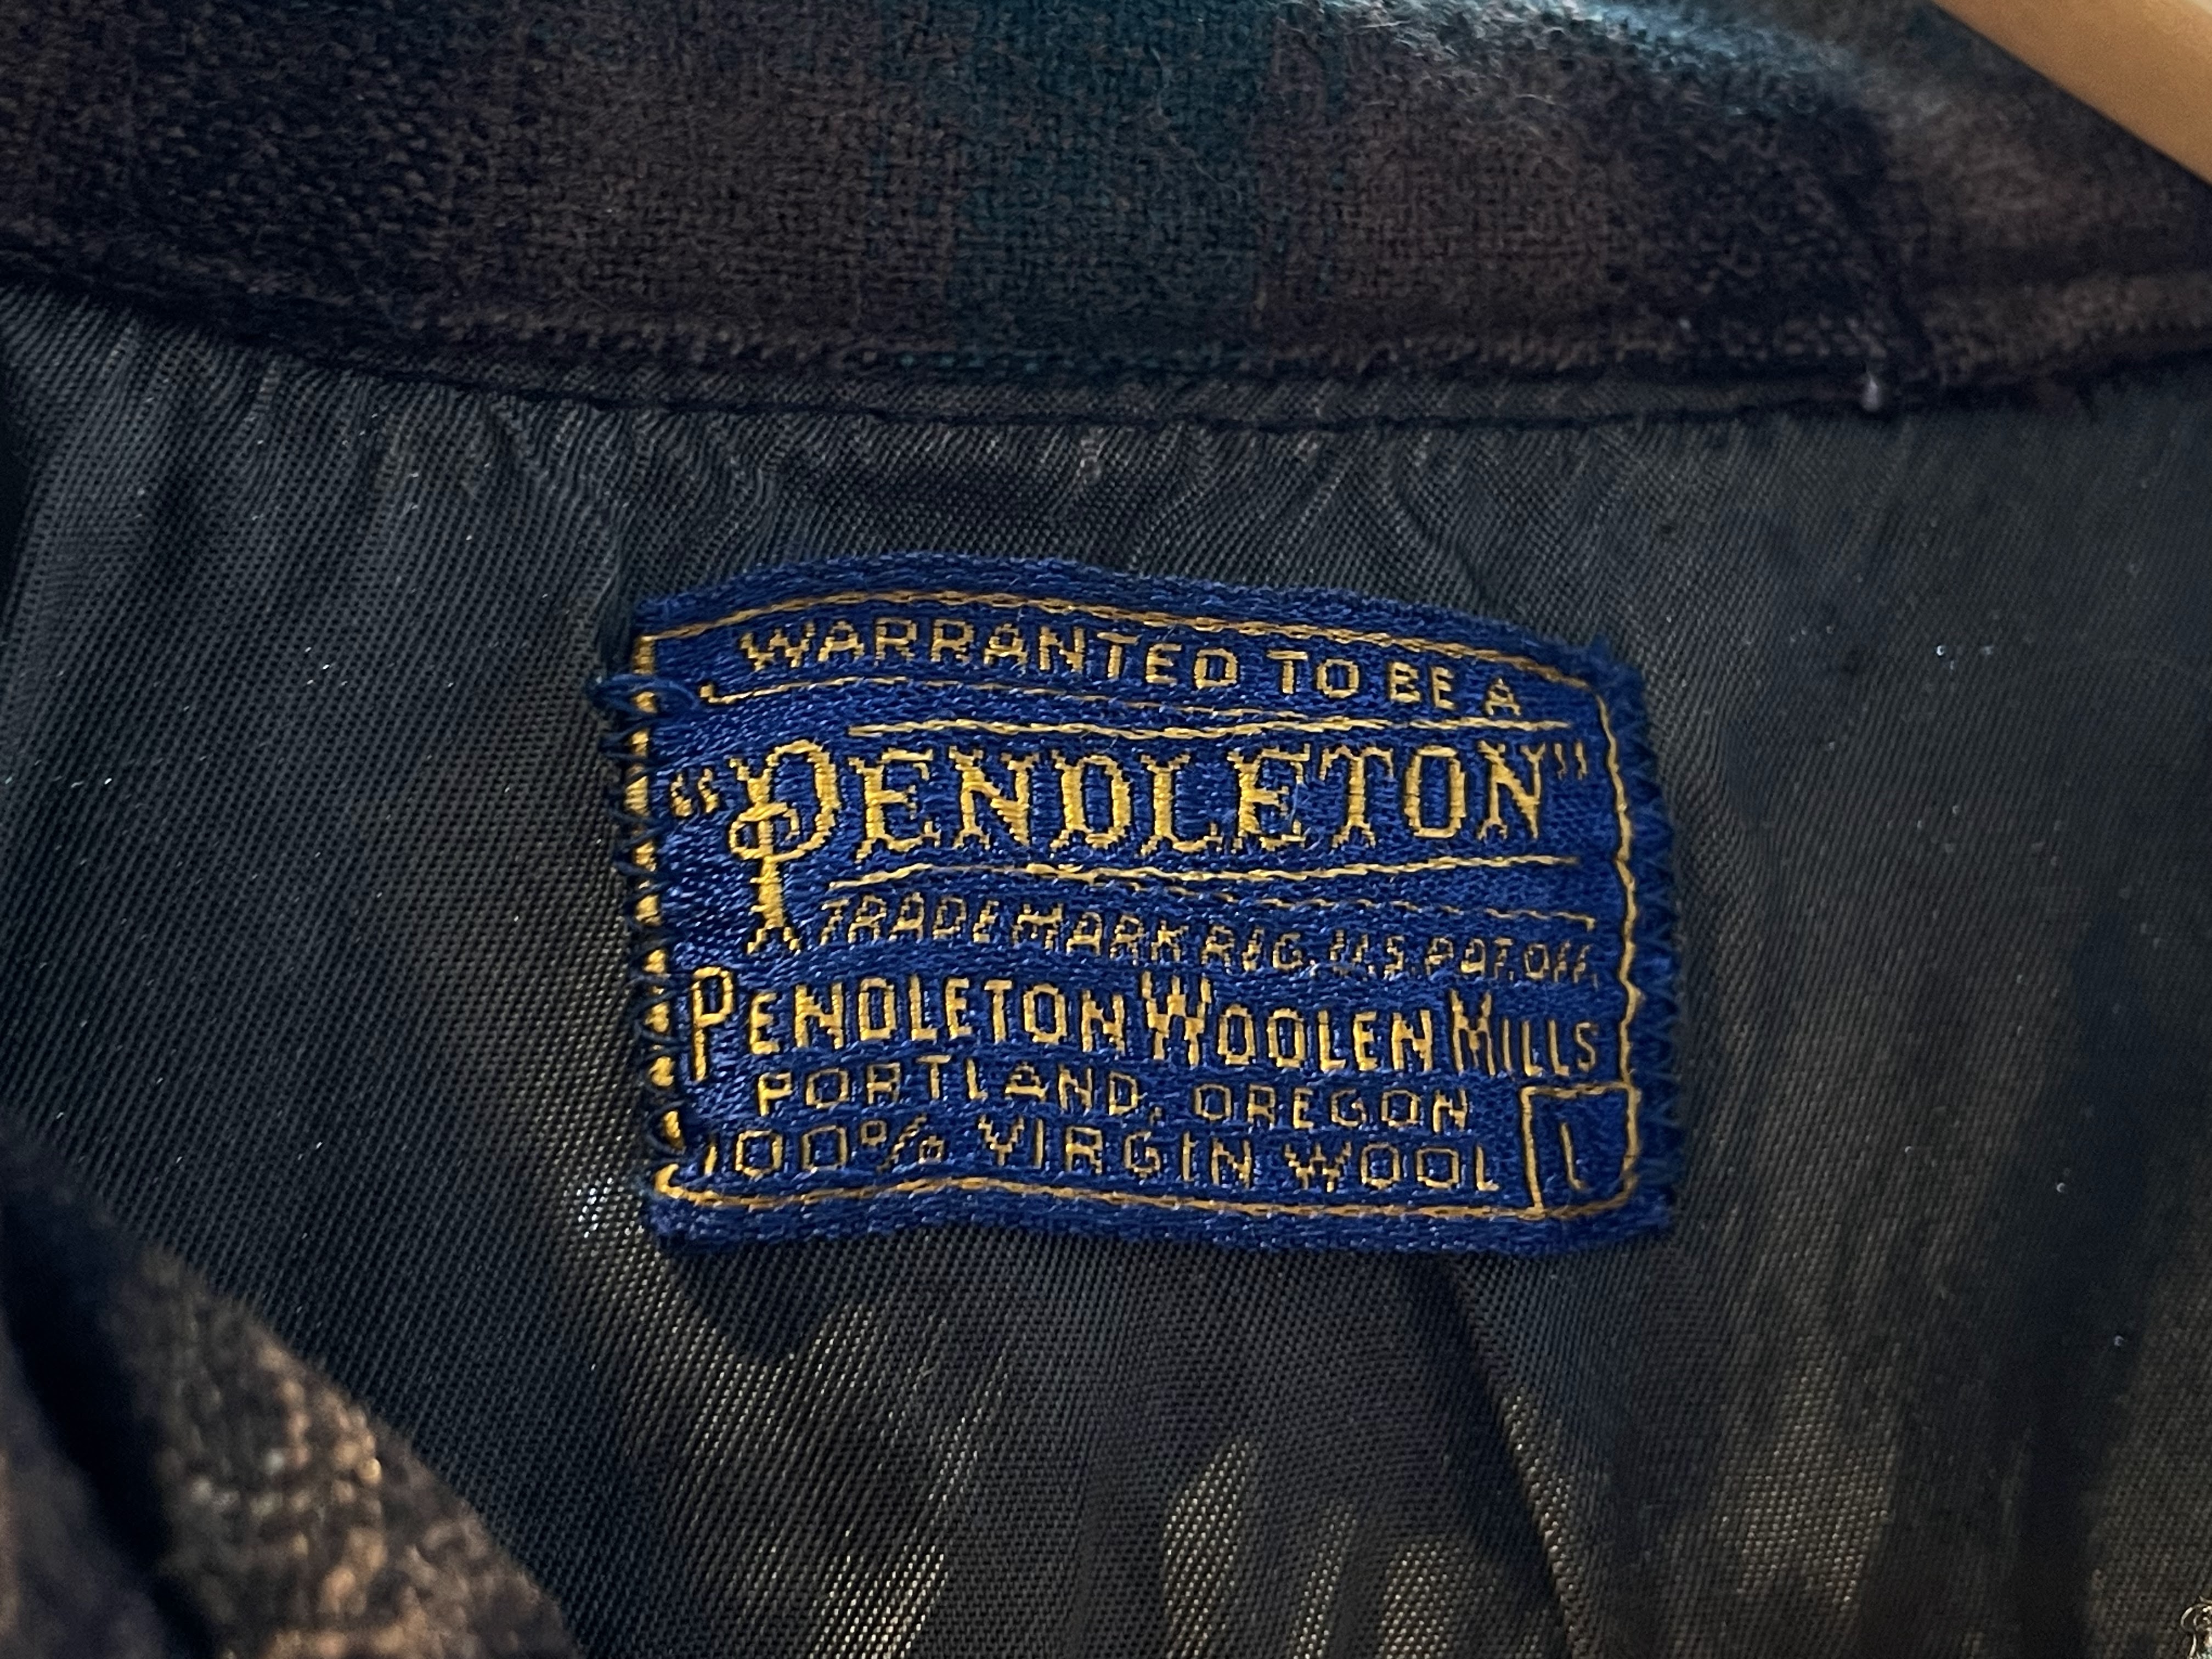 WARRANTED TO BE A
“PENDLETON”
TRADE MARK REG. U.S. PAT. OFF.
PENDLETON WOOLEN MILLS
PORTLAND, OREGON
100% VIRGIN WOOL
L